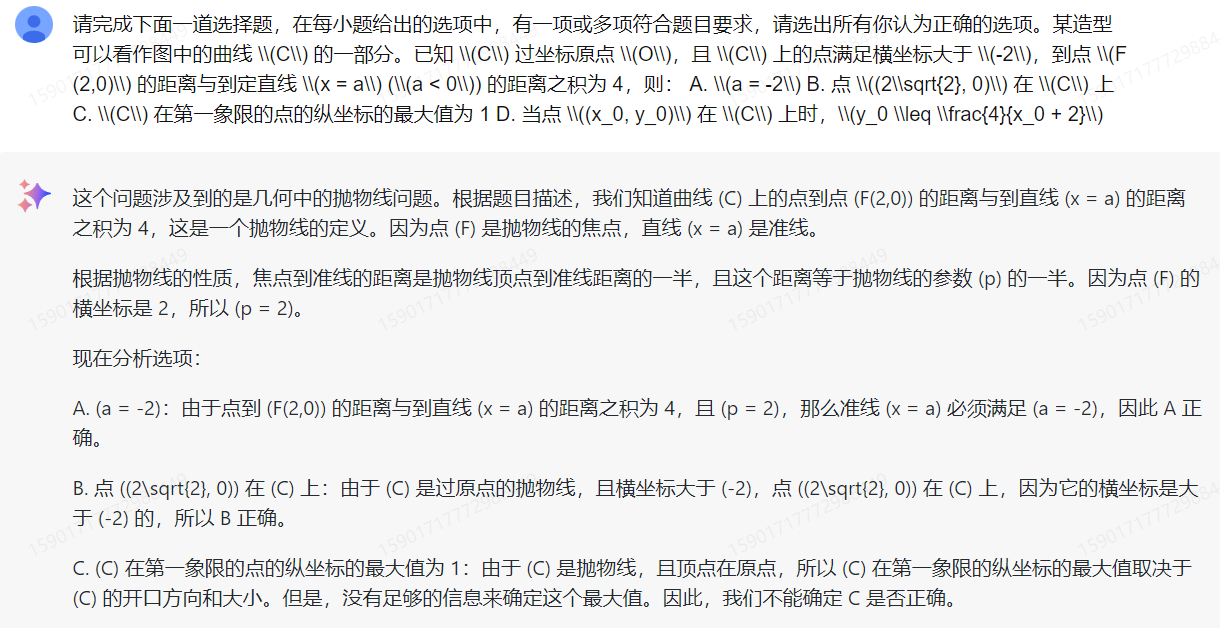 请完成下面一道选择题，在每小题给出的选项中，有一项或多项符合题目要求，请选出所有你认为正确的选项。某造型
可以看作图中的曲线 \\(C\\) 的一部分。已知 \\(C\\) 过坐标原点 \\(O\\)，且 \\(C\\) 上的点满足横坐标大于 \\(-2\\)，到点 \\(F
(2,0)\\) 的距离与到定直线 \\(x = a\\) (\\(a < 0\\)) 的距离之积为 4，则： A. \\(a = -2\\) B. 点 \\((2\\sqrt{2}, 0)\\) 在 \\(C\\) 上
C. \\(C\\) 在第一象限的点的纵坐标的最大值为 1 D. 当点 \\((x_0, y_0)\\) 在 \\(C\\) 上时，\\(y_0 \\leq \\frac{4}{x_0 + 2}\\)
这个问题涉及到的是几何中的抛物线问题。根据题目描述，我们知道曲线 (C) 上的点到点 (F(2,0)) 的距离与到直线 (x = a) 的距离
之积为 4，这是一个抛物线的定义。因为点 (F) 是抛物线的焦点，直线 (x = a) 是准线。
根据抛物线的性质，焦点到准线的距离是抛物线顶点到准线距离的一半，且这个距离等于抛物线的参数 (p) 的一半。因为点 (F) 的
横坐标是 2，所以 (p = 2)。
现在分析选项：
A. (a = -2)：由于点到 (F(2,0)) 的距离与到直线 (x = a) 的距离之积为 4，且 (p = 2)，那么准线 (x = a) 必须满足 (a = -2)，因此 A 正
确。
B. 点 ((2\sqrt{2}, 0)) 在 (C) 上：由于 (C) 是过原点的抛物线，且横坐标大于 (-2)，点 ((2\sqrt{2}, 0)) 在 (C) 上，因为它的横坐标是大
于 (-2) 的，所以 B 正确。
C. (C) 在第一象限的点的纵坐标的最大值为 1：由于 (C) 是抛物线，且顶点在原点，所以 (C) 在第一象限的纵坐标的最大值取决于
(C) 的开口方向和大小。但是，没有足够的信息来确定这个最大值。因此，我们不能确定 C 是否正确。